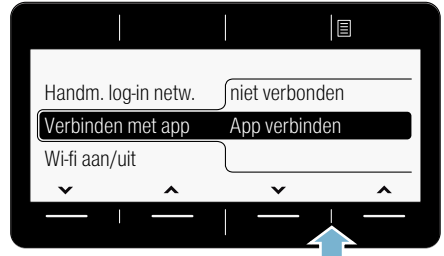 Handm. log-in netw. niet verbonden
Verbinden met app App verbinden
Wi-fi aan/uit